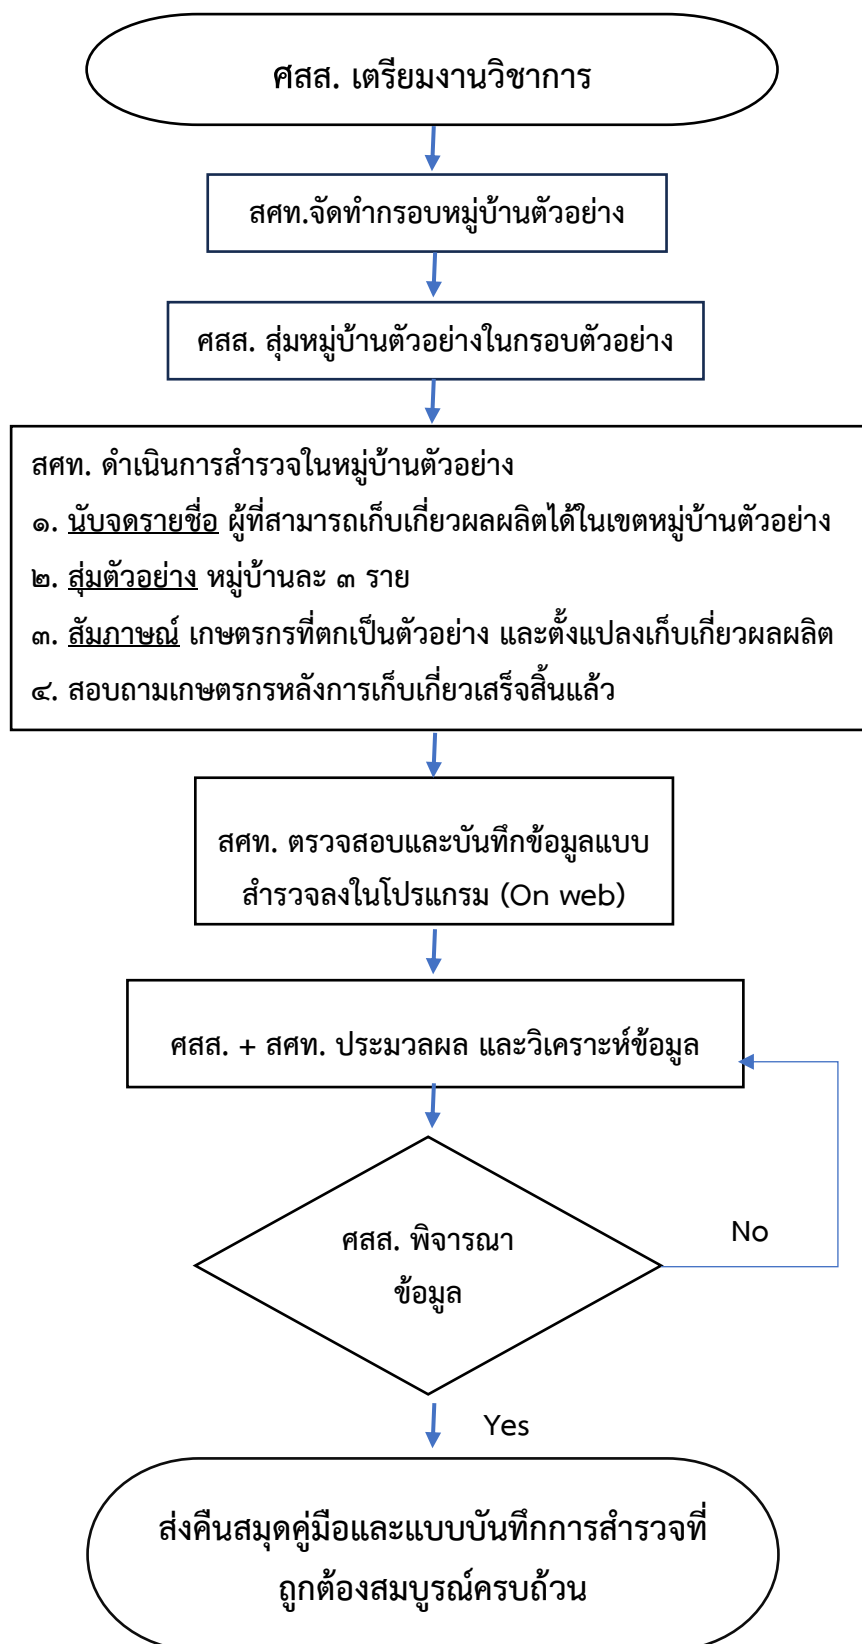 ศสส. เตรียมงานวิชาการ
สศท.จัดทำกรอบหมู่บ้านตัวอย่าง
ศสส. สุ่มหมู่บ้านตัวอย่างในกรอบตัวอย่าง
สศท. ดำเนินการสำรวจในหมู่บ้านตัวอย่าง
๑. นับจดรายชื่อ ผู้ที่สามารถเก็บเกี่ยวผลผลิตได้ในเขตหมู่บ้านตัวอย่าง
๒. สุ่มตัวอย่าง หมู่บ้านละ ๓ ราย
๓. สัมภาษณ์ เกษตรกรที่ตกเป็นตัวอย่าง และตั้งแปลงเก็บเกี่ยวผลผลิต
๔. สอบถามเกษตรกรหลังการเก็บเกี่ยวเสร็จสิ้นแล้ว
สศท. ตรวจสอบและบันทึกข้อมูลแบบ
สำรวจลงในโปรแกรม (On web)
ศสส. + สศท. ประมวลผล และวิเคราะห์ข้อมูล
ศสส. พิจารณา
ข้อมูล
No
Yes
ส่งคืนสมุดคู่มือและแบบบันทึกการสำรวจที่
ถูกต้องสมบูรณ์ครบถ้วน